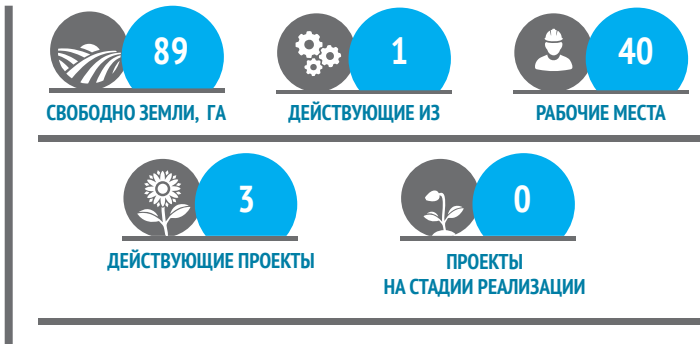 89
1
40
СВОБОДНО ЗЕМЛИ, ГА
ДЕЙСТВУЮЩИЕ ИЗ
РАБОЧИЕ МЕСТА
3
0
ДЕЙСТВУЮЩИЕ ПРОЕКТЫ
ПРОЕКТЫ
НА СТАДИИ РЕАЛИЗАЦИИ